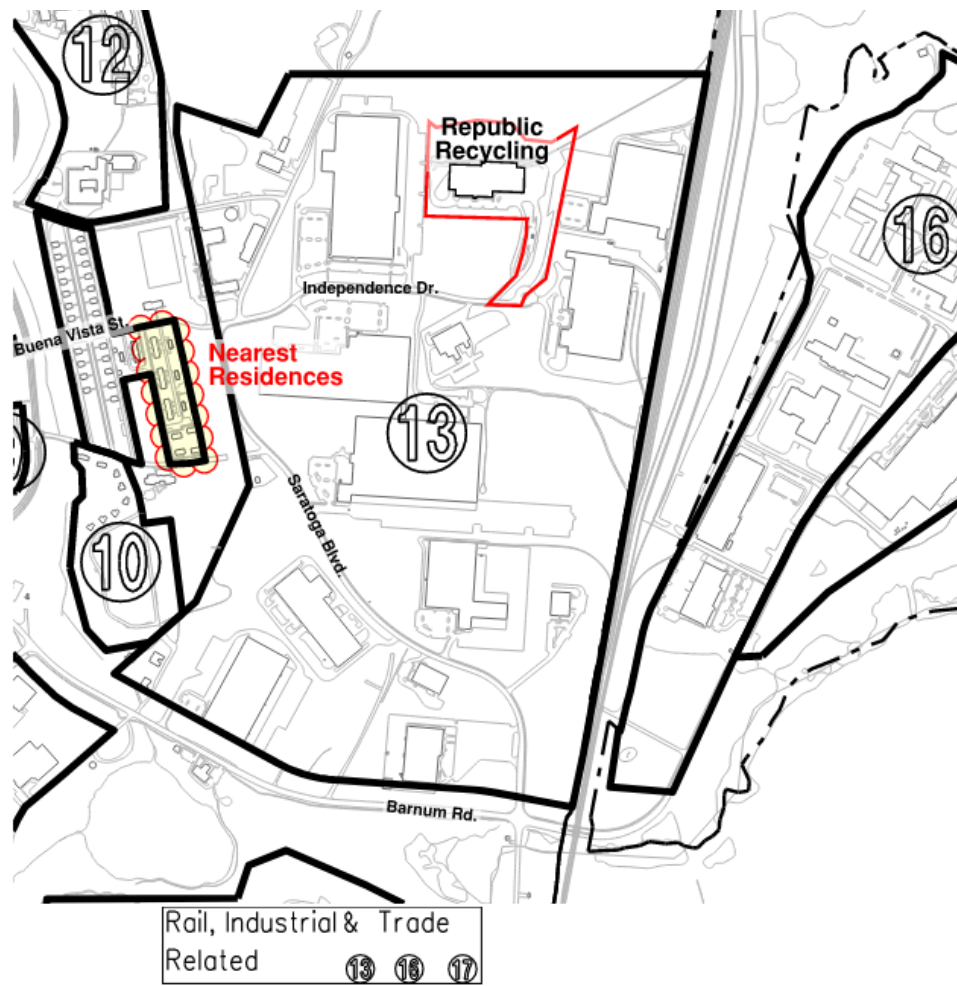 12
Republic
Recycling
16
Independence Dr.
Buena Vista St.
Nearest
Residences
13
Saratoga Blvd.
10
4
Barnum Rd.
Rail, Industrial & Trade
Related 13 16 17